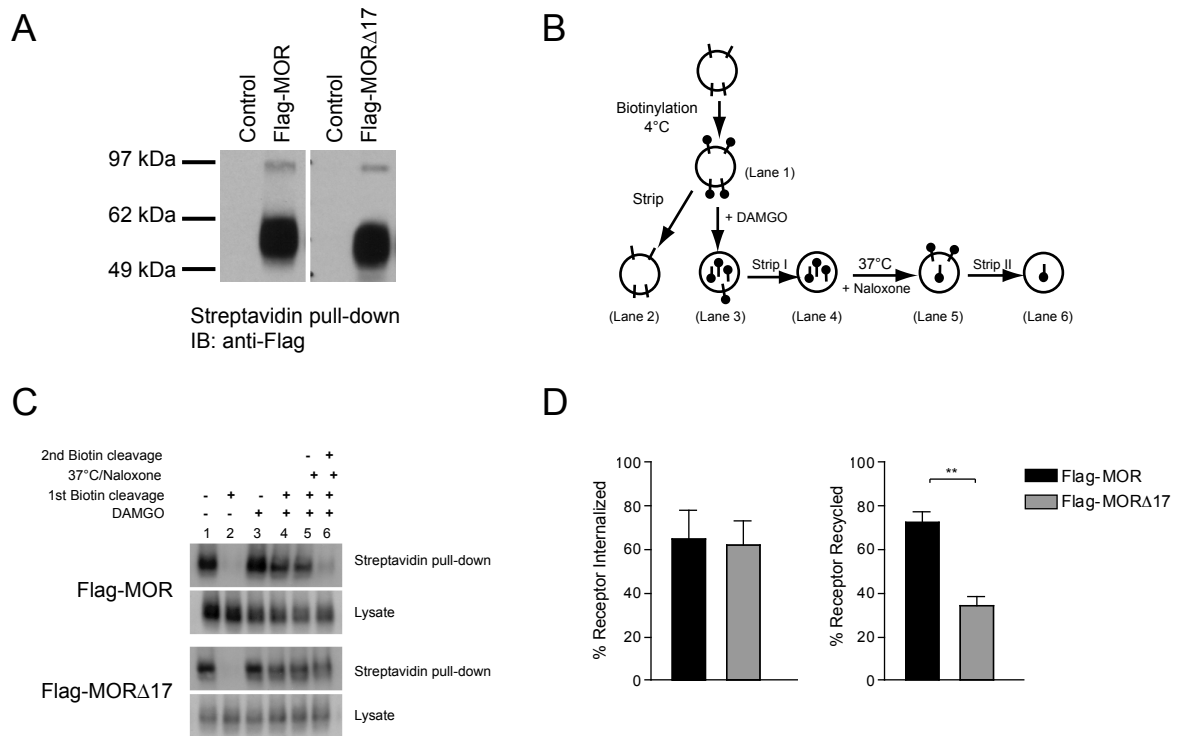 A
Control
Flag-MOR
Control
Flag-MORΔ17
97 kDa
62 kDa
49 kDa
Streptavidin pull-down
IB: anti-Flag
B
Biotinylation
4°C
(Lane 1)
Strip
+ DAMGO
Strip I
37°C
+ Naloxone
Strip II
(Lane 2)
(Lane 3)
(Lane 4)
(Lane 5)
(Lane 6)
C
2nd Biotin cleavage - +
37°C/Naloxone + +
1st Biotin cleavage - + - + + +
DAMGO - - + + + +
1 2 3 4 5 6
Flag-MOR
Streptavidin pull-down
Lysate
Flag-MORΔ17
Streptavidin pull-down
Lysate
D
% Receptor Internalized
100
80
60
40
20
0
% Receptor Recycled
100
80
60
40
20
0
**
Flag-MOR
Flag-MORΔ17